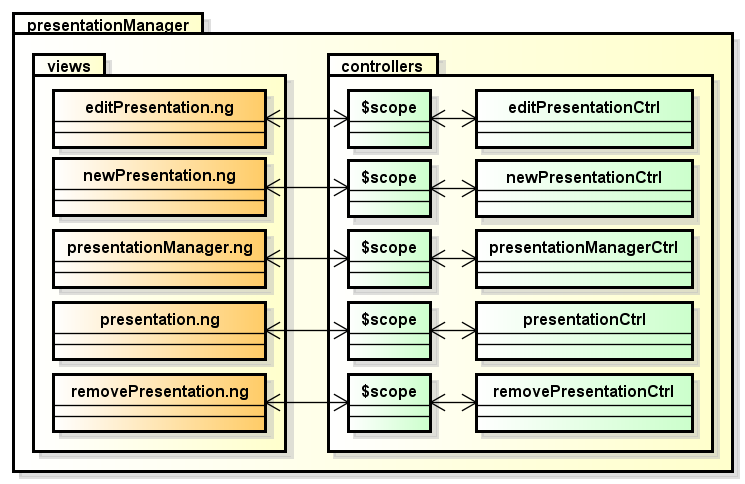 presentationManager
views
controllers
editPresentation.ng
$scope
editPresentationCtrl
newPresentation.ng
$scope
newPresentationCtrl
presentationManager.ng
$scope
presentationManagerCtrl
presentation.ng
$scope
presentationCtrl
removePresentation.ng
$scope
removePresentationCtrl